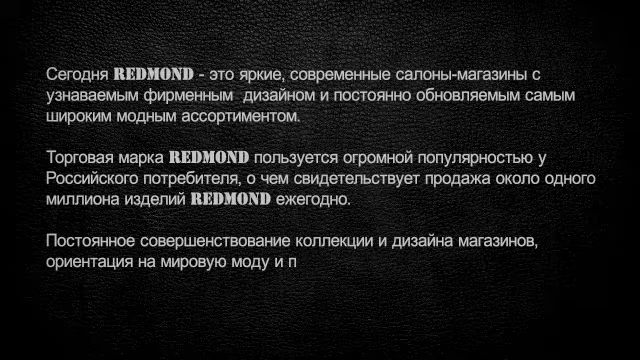 Сегодня REDMOND - это яркие, современные салоны-магазины с
узнаваемым фирменным дизайном и постоянно обновляемым самым
широким модным ассортиментом.
Торговая марка REDMOND пользуется огромной популярностью у
Российского потребителя, о чем свидетельствует продажа около одного
миллиона изделий REDMOND ежегодно.
Постоянное совершенствование коллекции и дизайна магазинов,
ориентация на мировую моду и п